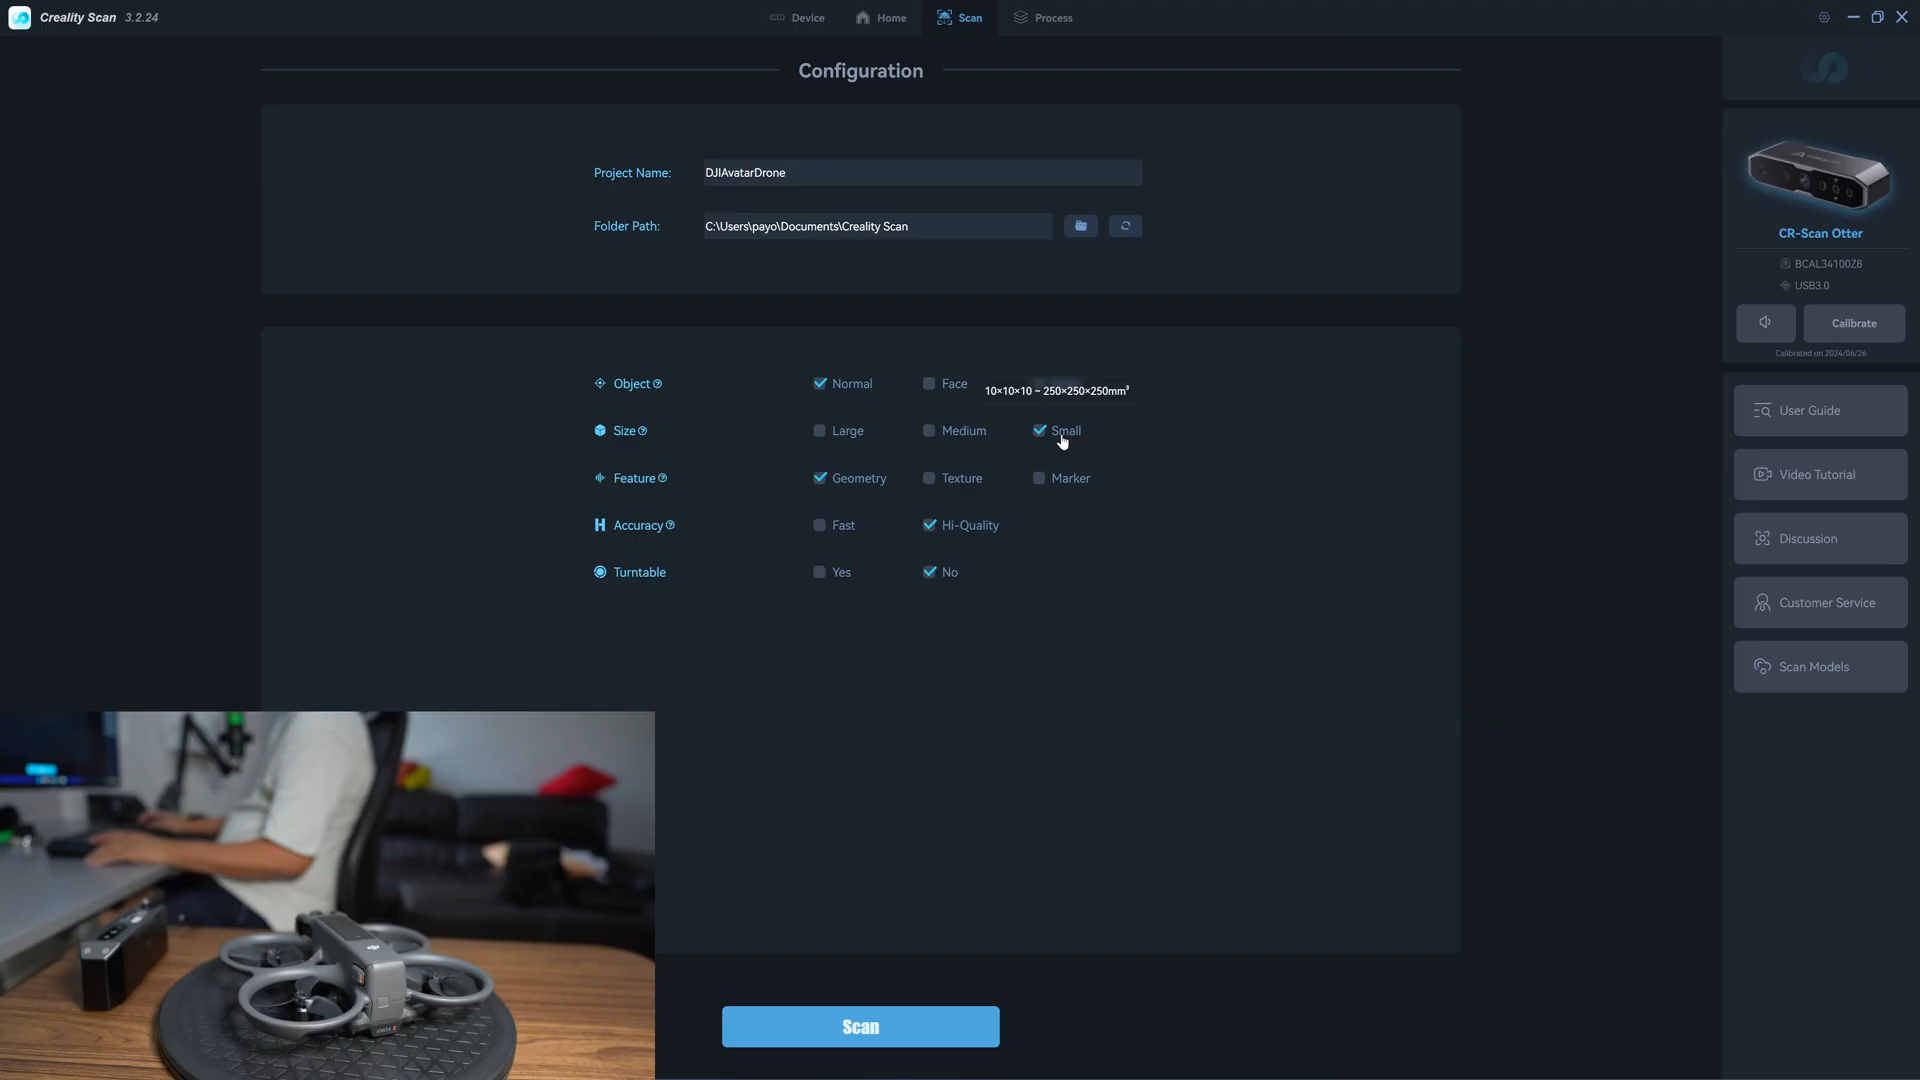 Creality Scan 3.2.24
Device
Home
Scan
Process
Configuration
Project Name: DJIAvatarDrone
Folder Path: C:\Users\payo\Documents\Creality Scan
Object Normal Face
10×10×10 ~ 250×250×250mm³
Size Large Medium Small
Feature Geometry Texture Marker
Accuracy Fast Hi-Quality
Turntable Yes No
Scan
CR-Scan Otter
BCAL34100Z8
USB3.0
Calibrate
Calibrated on 2024/06/26
User Guide
Video Tutorial
Discussion
Customer Service
Scan Models